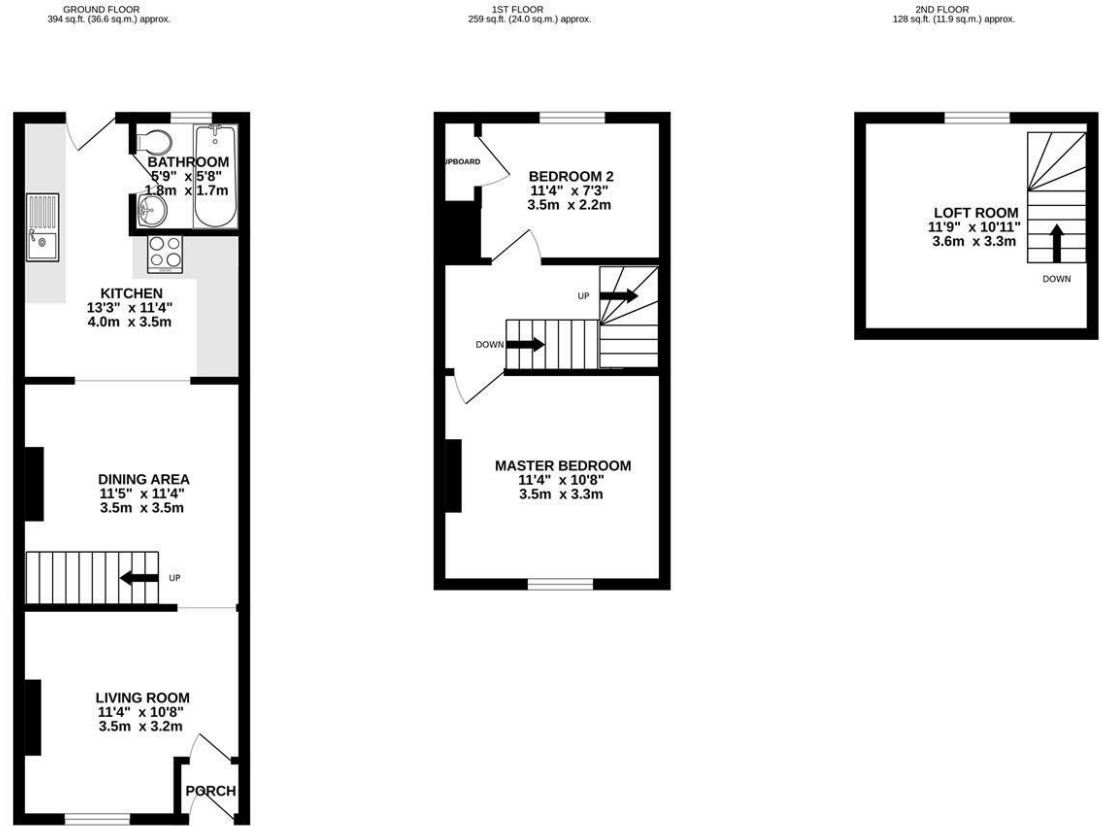 GROUND FLOOR
394 sq.ft. (36.6 sq.m.) approx.
1ST FLOOR
259 sq.ft. (24.0 sq.m.) approx.
2ND FLOOR
128 sq.ft. (11.9 sq.m.) approx.
BATHROOM
5'9" x 5'8"
1.8m x 1.7m
KITCHEN
13'3" x 11'4"
4.0m x 3.5m
DINING AREA
11'5" x 11'4"
3.5m x 3.5m
UP
LIVING ROOM
11'4" x 10'8"
3.5m x 3.2m
PORCH
UPBOARD
BEDROOM 2
11'4" x 7'3"
3.5m x 2.2m
UP
DOWN
MASTER BEDROOM
11'4" x 10'8"
3.5m x 3.3m
LOFT ROOM
11'9" x 10'11"
3.6m x 3.3m
DOWN